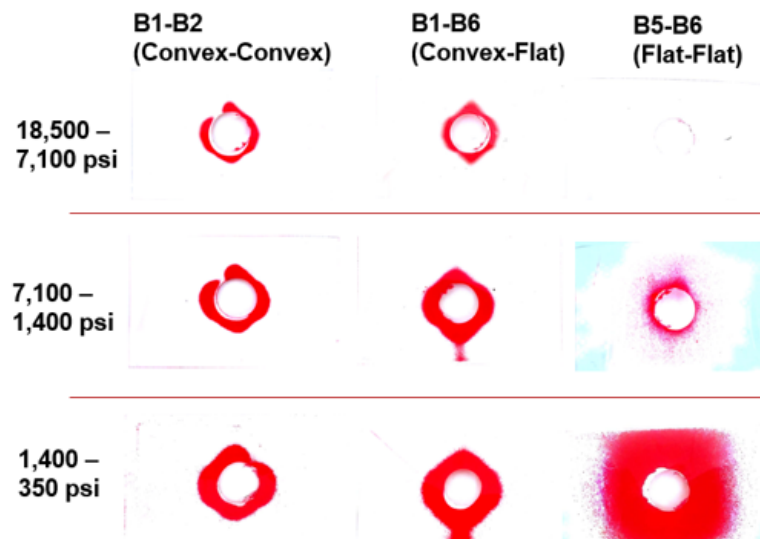 B1-B2
(Convex-Convex)
B1-B6
(Convex-Flat)
B5-B6
(Flat-Flat)
18,500 –
7,100 psi
7,100 –
1,400 psi
1,400 –
350 psi